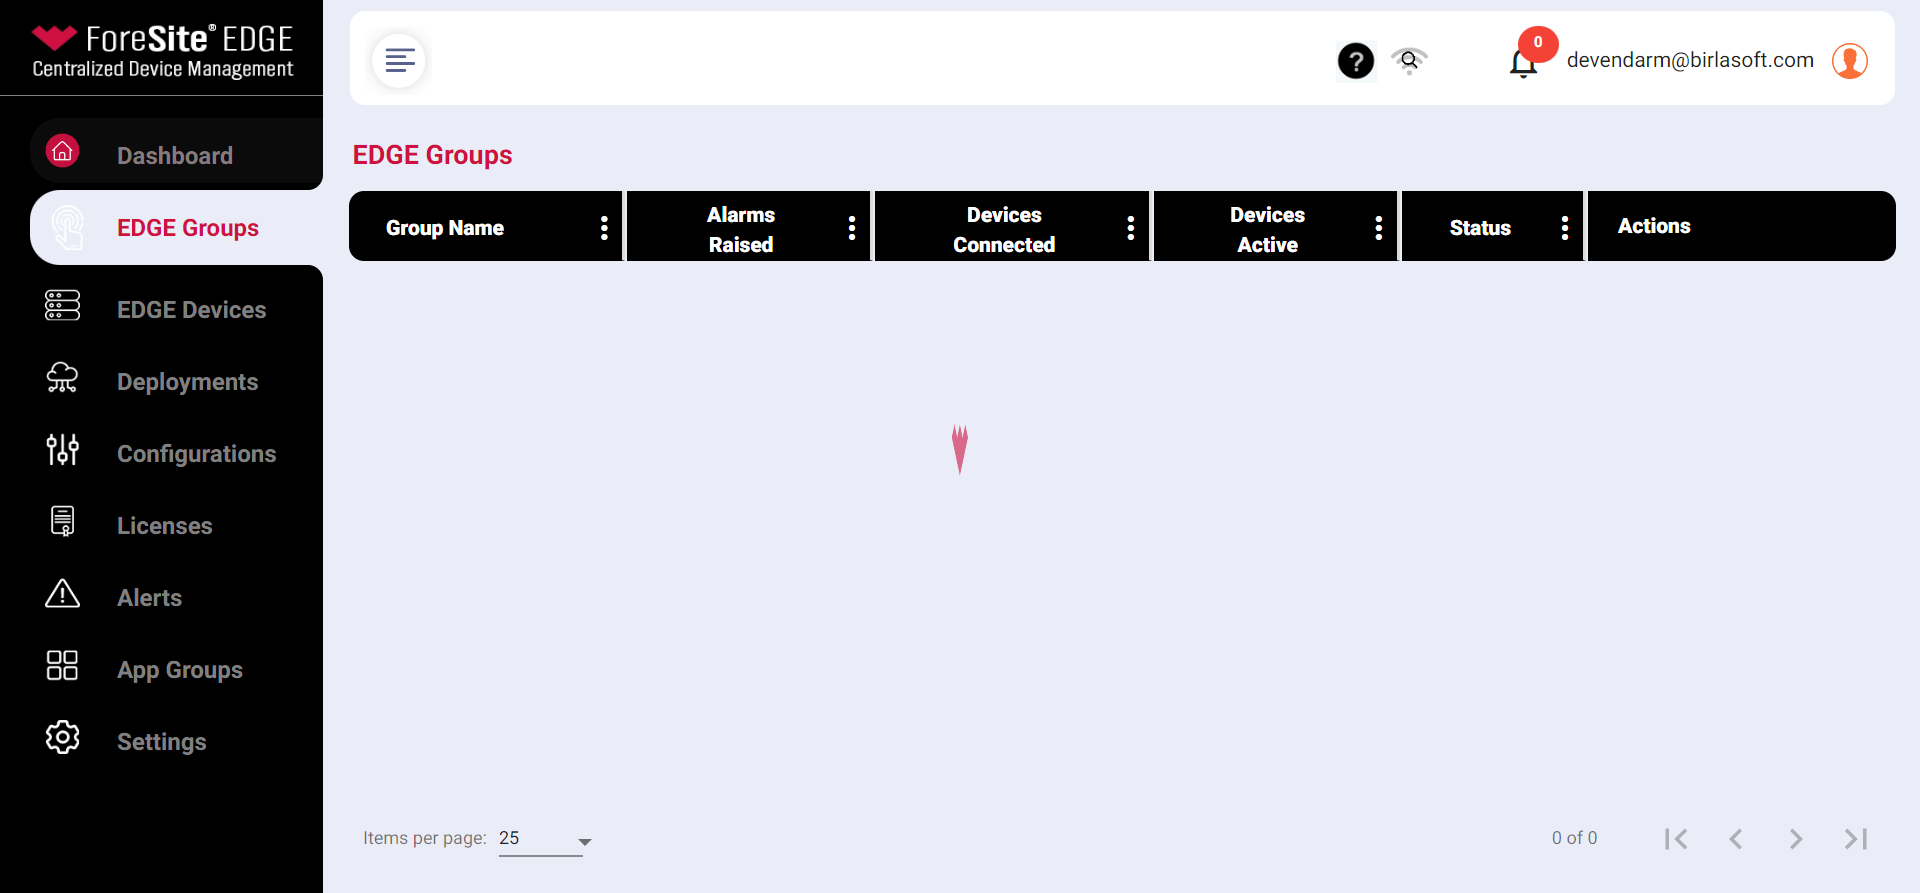 ForeSite® EDGE
Centralized Device Management
0
devendarm@birlasoft.com
Dashboard
EDGE Groups
EDGE Devices
Deployments
Configurations
Licenses
Alerts
App Groups
Settings
EDGE Groups
Group Name
Alarms
Raised
Devices
Connected
Devices
Active
Status
Actions
Items per page: 25
0 of 0